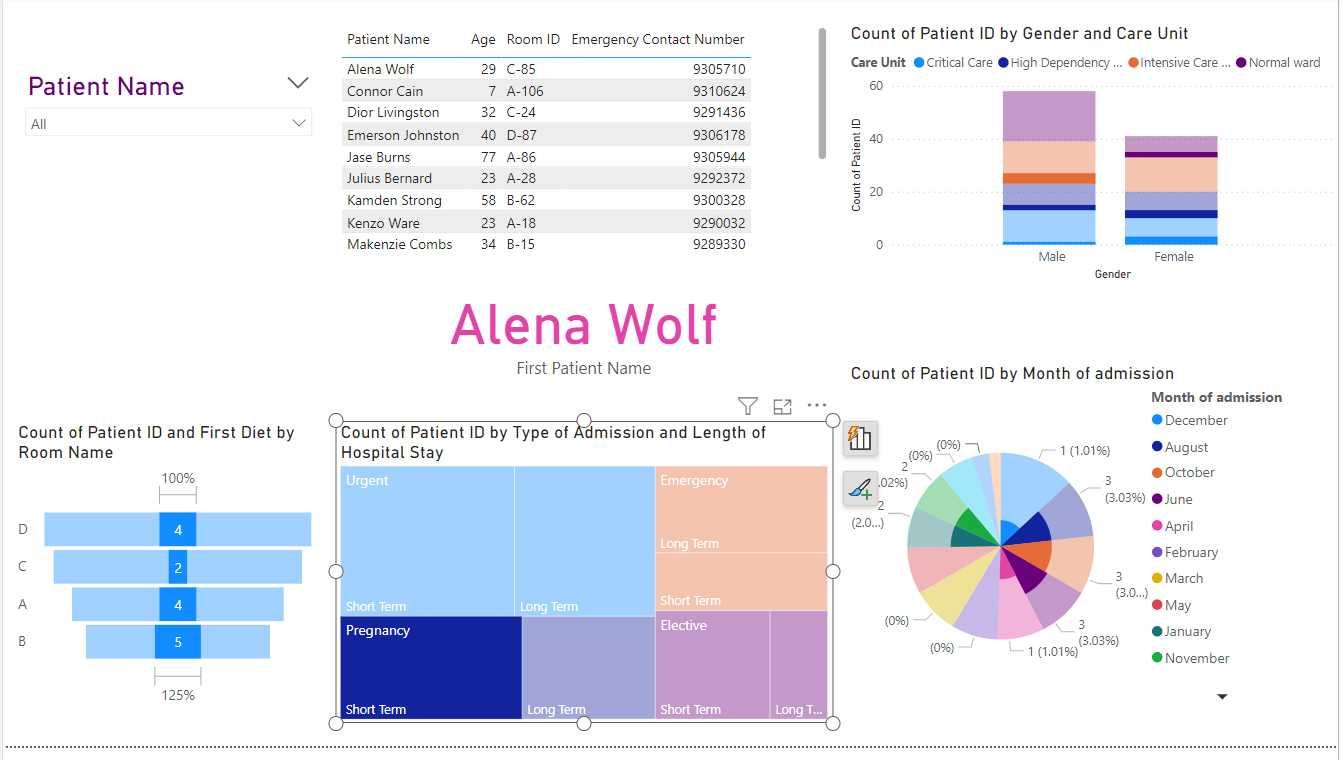 Patient Name
All
Patient Name Age Room ID Emergency Contact Number
Alena Wolf 29 C-85 9305710
Connor Cain 7 A-106 9310624
Dior Livingston 32 C-24 9291436
Emerson Johnston 40 D-87 9306178
Jase Burns 77 A-86 9305944
Julius Bernard 23 A-28 9292372
Kamden Strong 58 B-62 9300328
Kenzo Ware 23 A-18 9290032
Makenzie Combs 34 B-15 9289330
Count of Patient ID by Gender and Care Unit
Care Unit Critical Care High Dependency ... Intensive Care ... Normal ward
60
40
20
0
Count of Patient ID
Male Female
Gender
Alena Wolf
First Patient Name
Count of Patient ID and First Diet by
Room Name
100%
D 4
C 2
A 4
B 5
125%
Count of Patient ID by Type of Admission and Length of
Hospital Stay
Urgent
Short Term
Long Term
Emergency
Long Term
Short Term
Pregnancy
Short Term
Long Term
Elective
Short Term
Long T...
Count of Patient ID by Month of admission
1 (1.01%)
3
(3.03%)
3
(3.0...)
3
(3.03%)
1 (1.01%)
(0%)
(0%)
2
(2.0...)
2
.02%)
(0%)
(0%)
Month of admission
December
August
October
June
April
February
March
May
January
November